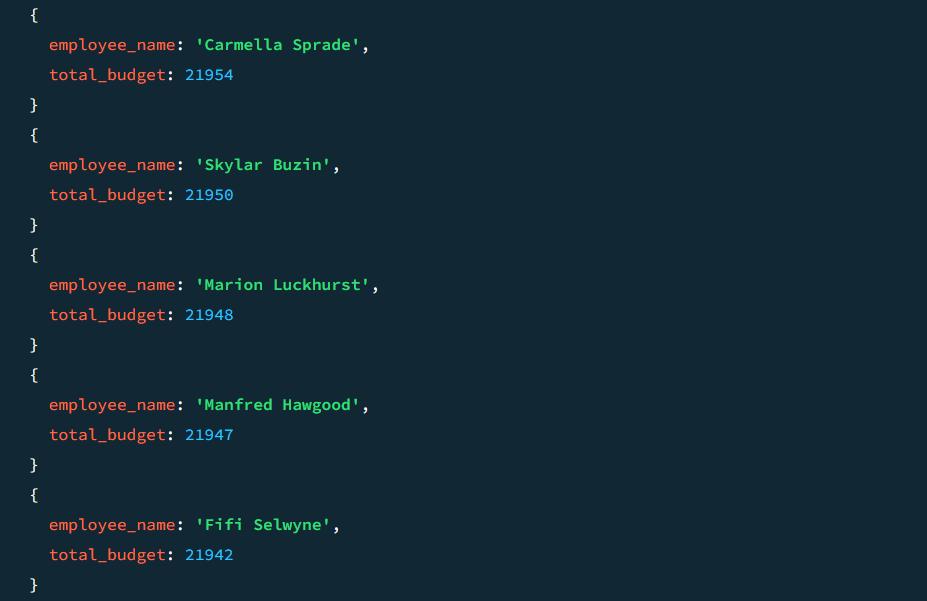 {
  employee_name: 'Carmella Sprade',
  total_budget: 21954
}
{
  employee_name: 'Skylar Buzin',
  total_budget: 21950
}
{
  employee_name: 'Marion Luckhurst',
  total_budget: 21948
}
{
  employee_name: 'Manfred Hawgood',
  total_budget: 21947
}
{
  employee_name: 'Fifi Selwyne',
  total_budget: 21942
}